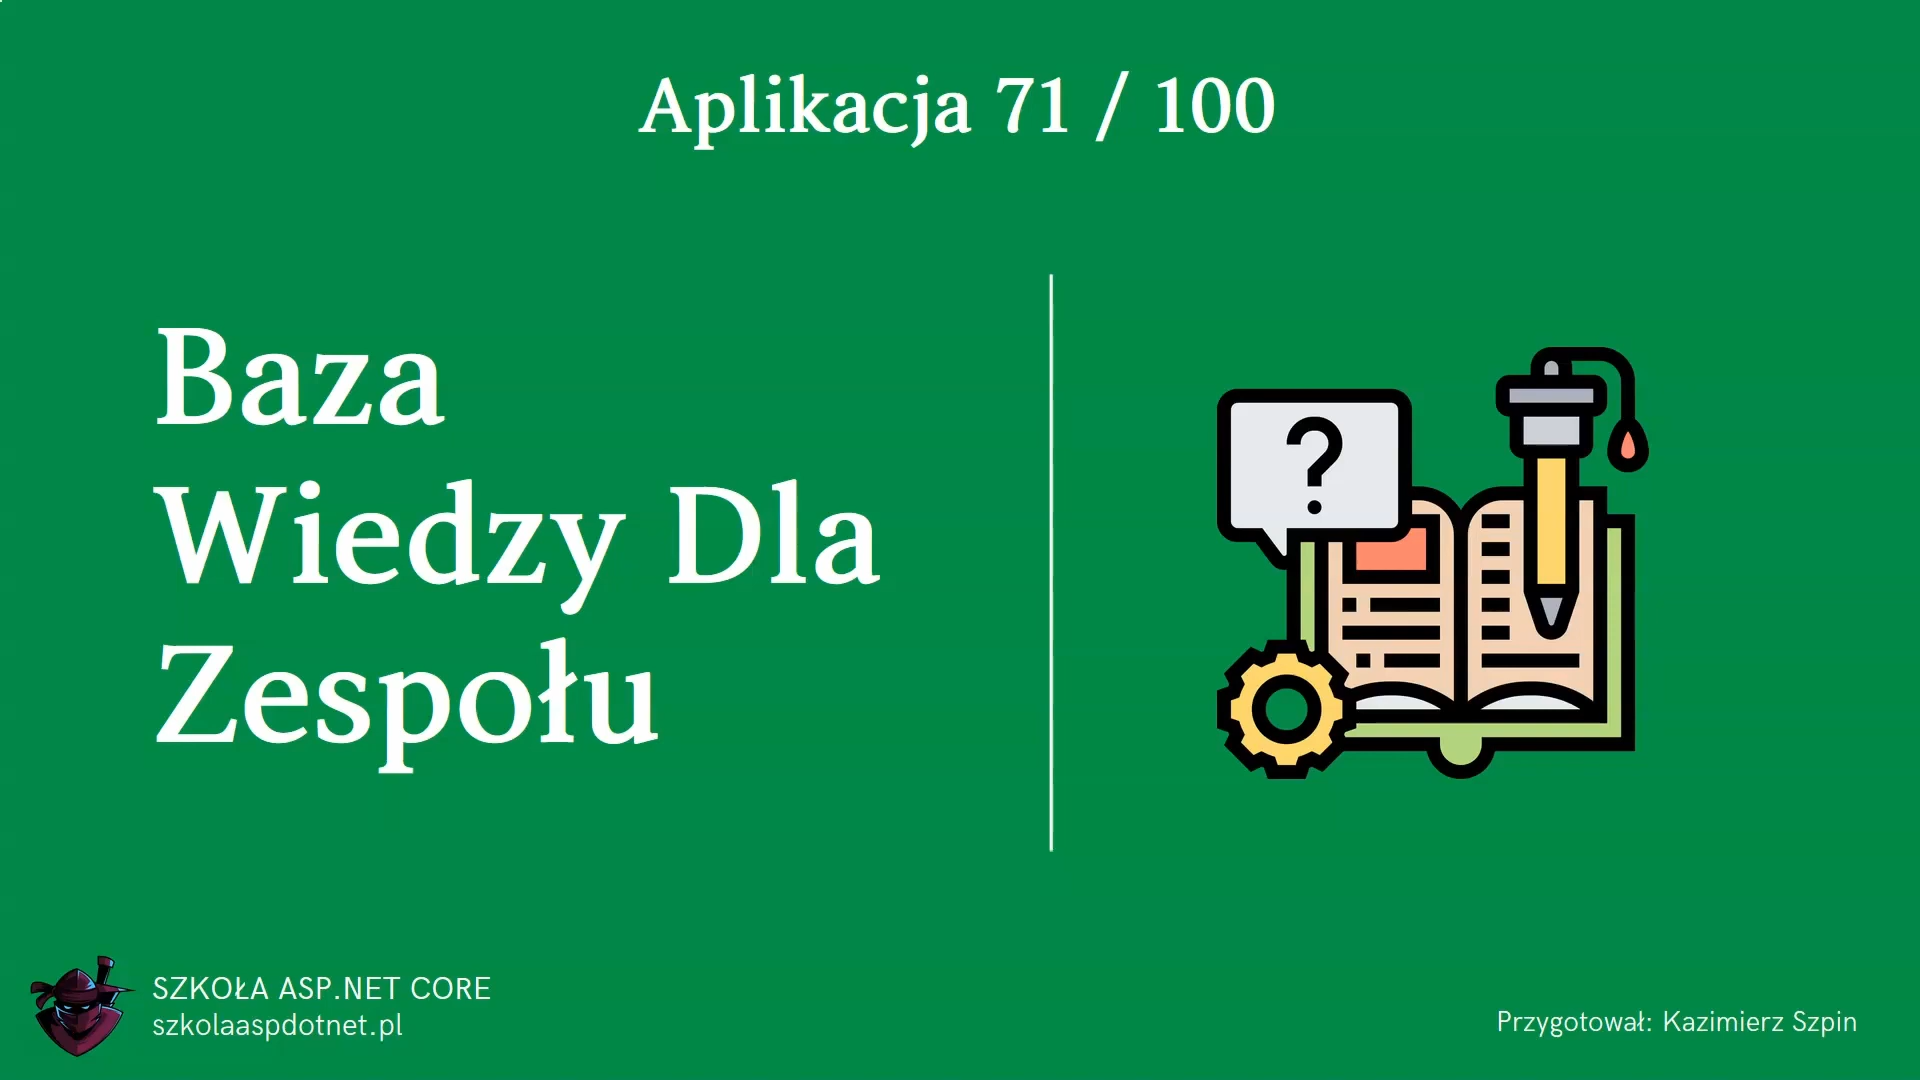 Aplikacja 71 / 100
Baza
Wiedzy Dla
Zespołu
?
SZKOŁA ASP.NET CORE
szkolaaspdotnet.pl
Przygotował: Kazimierz Szpin